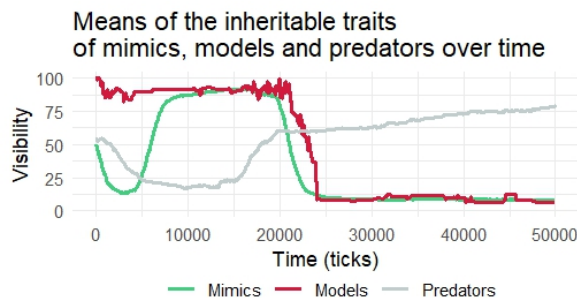 Means of the inheritable traits
of mimics, models and predators over time
100
75
50
25
0
Visibility
0 10000 20000 30000 40000 50000
Time (ticks)
Mimics Models Predators